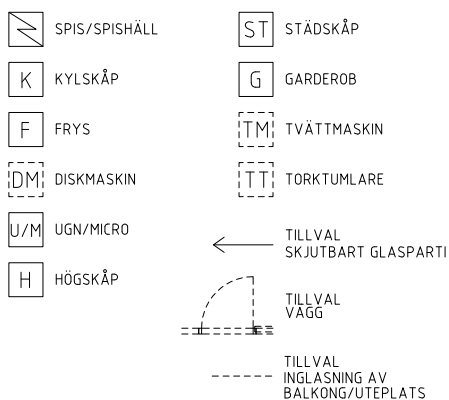 SPIS/SPISHÄLL
K KYLSKÅP
F FRYS
DM DISKMASKIN
U/M UGN/MICRO
H HÖGSKÅP
ST STÄDSKÅP
G GARDEROB
TM TVÄTTMASKIN
TT TORKTUMLARE
TILLVAL
SKJUTBART GLASPARTI
TILLVAL
VÄGG
TILLVAL
INGLASNING AV
BALKONG/UTEPLATS